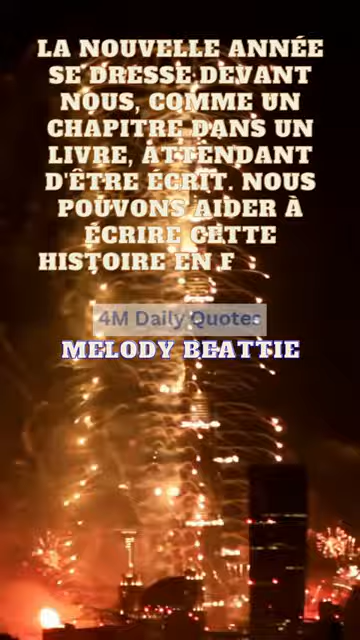 LA NOUVELLE ANNÉE
SE DRESSE DEVANT
NOUS, COMME UN
CHAPITRE DANS UN
LIVRE, ATTENDANT
D'ÊTRE ÉCRIT. NOUS
POUVONS AIDER À
ÉCRIRE CETTE
HISTOIRE EN F
4M Daily Quotes
MELODY BEATTIE